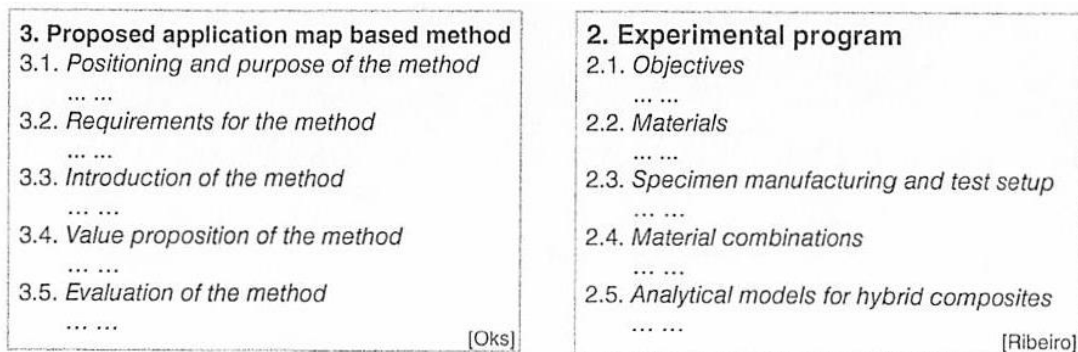 3. Proposed application map based method
3.1. Positioning and purpose of the method
... ...
3.2. Requirements for the method
... ...
3.3. Introduction of the method
... ...
3.4. Value proposition of the method
... ...
3.5. Evaluation of the method
... ...
[Oks]
2. Experimental program
2.1. Objectives
... ...
2.2. Materials
... ...
2.3. Specimen manufacturing and test setup
... ...
2.4. Material combinations
... ...
2.5. Analytical models for hybrid composites
... ...
[Ribeiro]